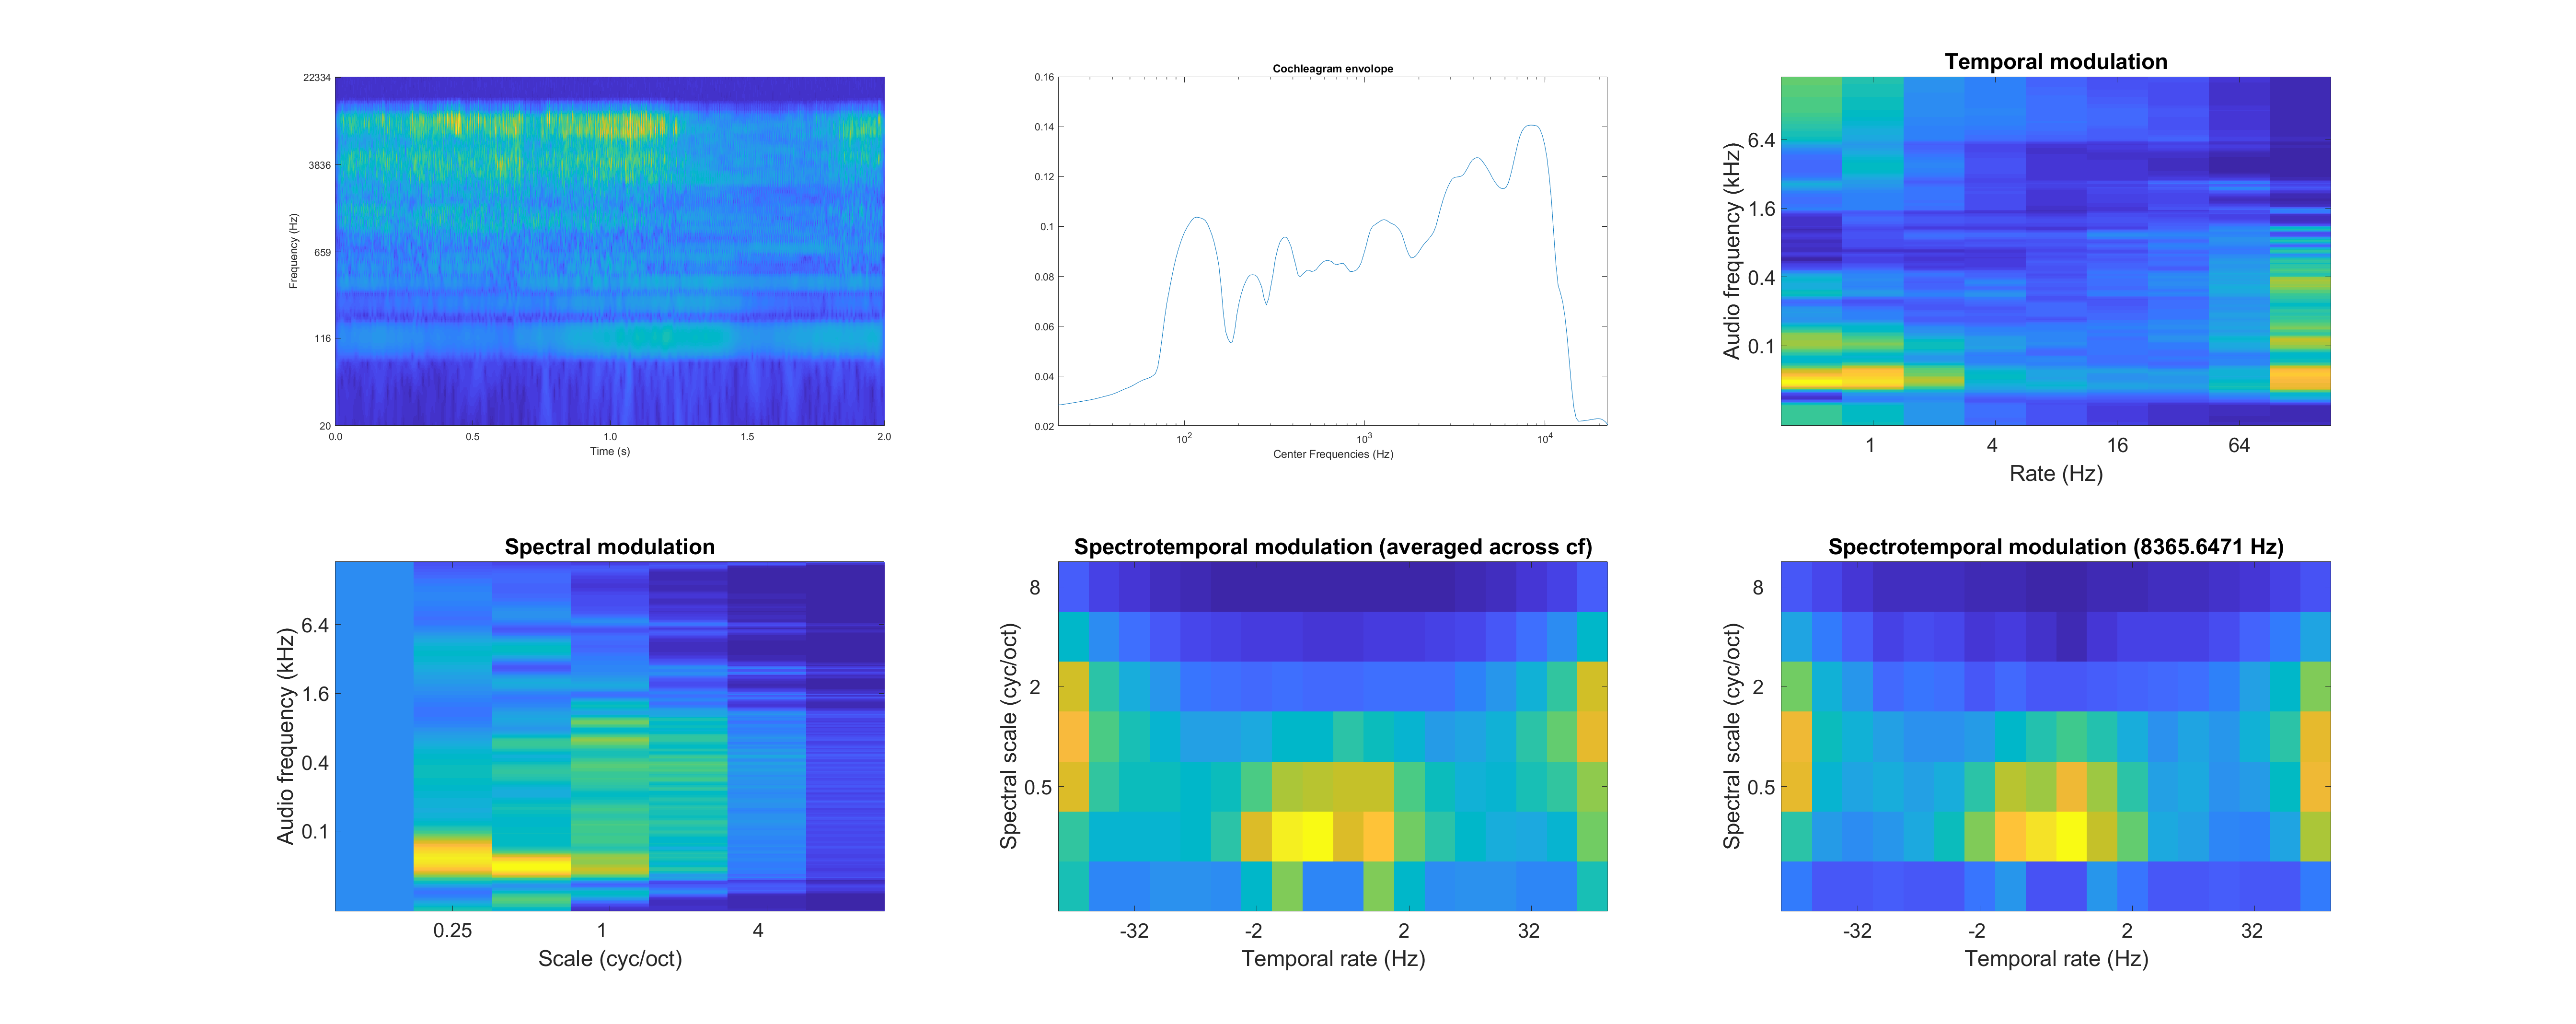 22334
3836
659
116
20
Frequency (Hz)
0.0 0.5 1.0 1.5 2.0
Time (s)
Cochleagram envolope
0.16
0.14
0.12
0.1
0.08
0.06
0.04
0.02
10² 10³ 10⁴
Center Frequencies (Hz)
Temporal modulation
6.4
1.6
0.4
0.1
Audio frequency (kHz)
1 4 16 64
Rate (Hz)
Spectral modulation
6.4
1.6
0.4
0.1
Audio frequency (kHz)
0.25 1 4
Scale (cyc/oct)
Spectrotemporal modulation (averaged across cf)
8
2
0.5
Spectral scale (cyc/oct)
-32 -2 2 32
Temporal rate (Hz)
Spectrotemporal modulation (8365.6471 Hz)
8
2
0.5
Spectral scale (cyc/oct)
-32 -2 2 32
Temporal rate (Hz)